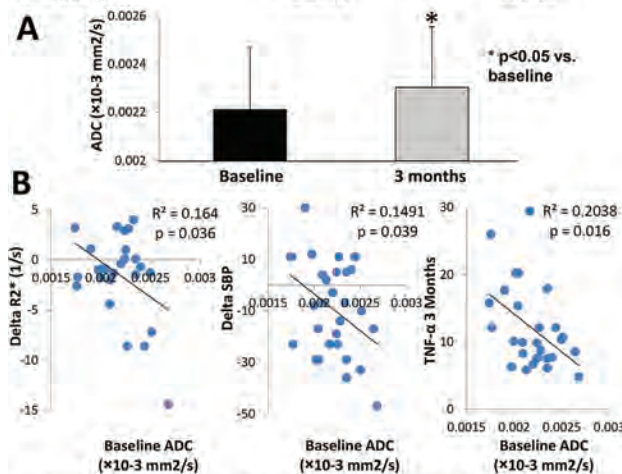 A
ADC (×10-3 mm2/s)
0.0026
0.0024
0.0022
0.002
*
* p<0.05 vs.
baseline
Baseline
3 months
B
Delta R2* (1/s)
5
0
-5
-10
-15
R² = 0.164
p = 0.036
0.0015
0.002
0.0025
0.003
Baseline ADC
(×10-3 mm2/s)
Delta SBP
30
10
-10
-30
-50
R² = 0.1491
p = 0.039
0.0015
0.002
0.0025
0.003
Baseline ADC
(×10-3 mm2/s)
TNF-α 3 Months
30
20
10
0
R² = 0.2038
p = 0.016
0.0015
0.002
0.0025
0.003
Baseline ADC
(×10-3 mm2/s)